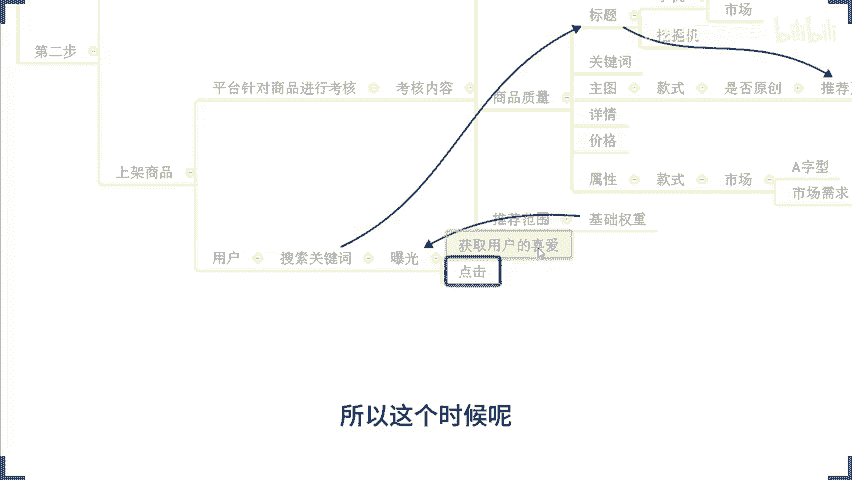 标题
市场
挖掘机
bilibili
第二步
关键词
平台针对商品进行考核
考核内容
商品质量
主图
款式
是否原创
推荐
详情
价格
上架商品
属性
款式
市场
A字型
市场需求
推荐范围
基础权重
用户
搜索关键词
曝光
获取用户的喜爱
点击
所以这个时候呢